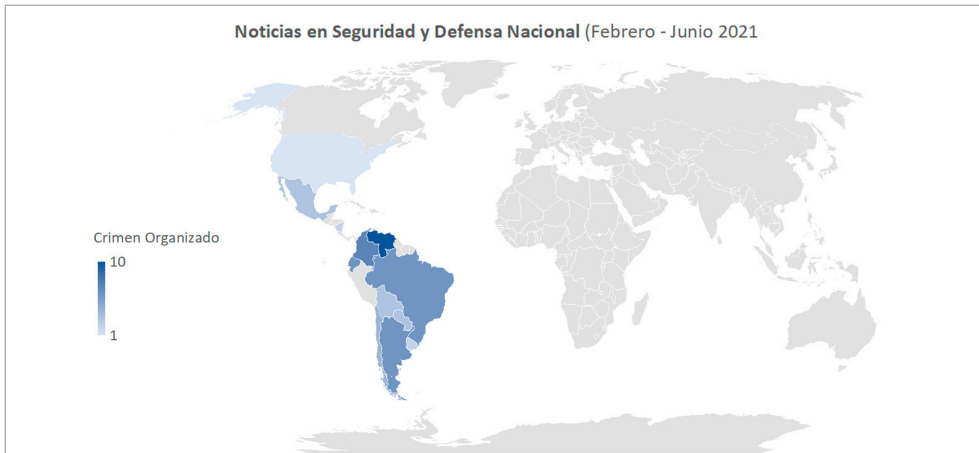 Noticias en Seguridad y Defensa Nacional (Febrero - Junio 2021
Crimen Organizado
10
1